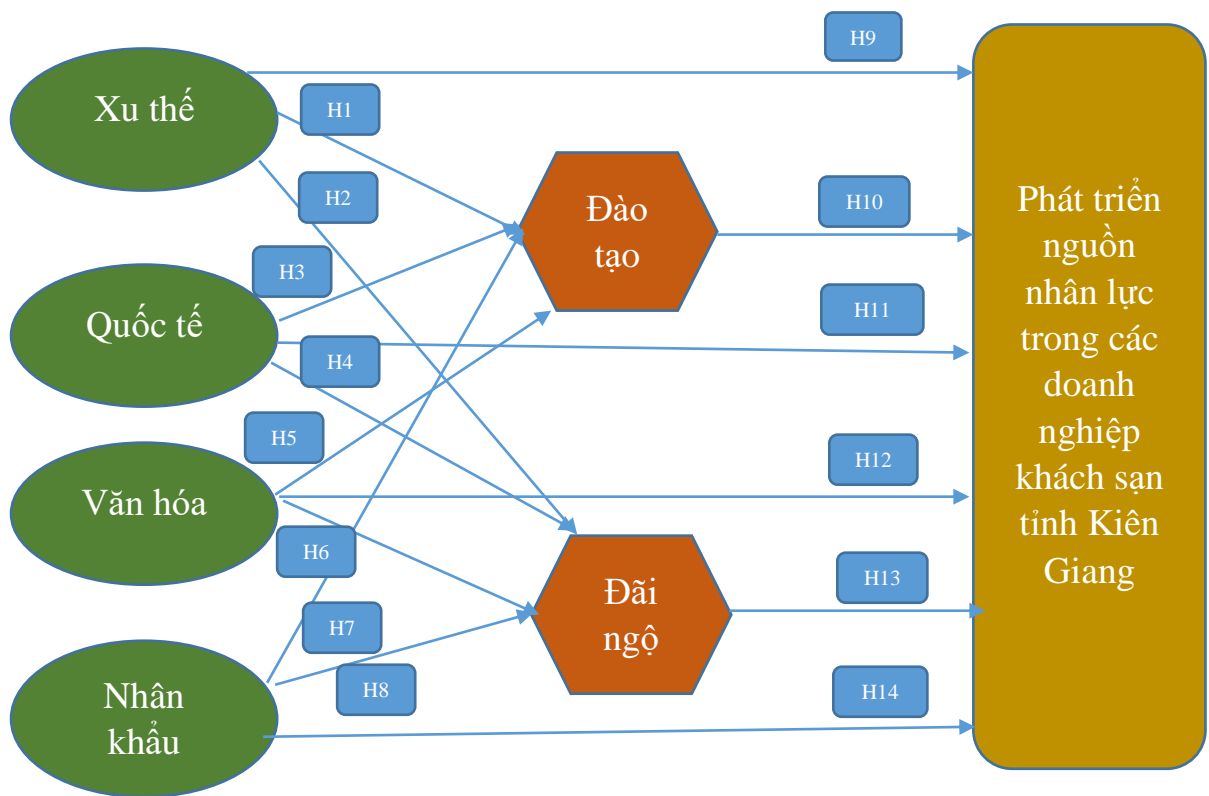 H9
Xu thế
H1
H2
Đào
tạo
H10
H3
Quốc tế
H4
H11
Phát triển
nguồn
nhân lực
trong các
doanh
nghiệp
khách sạn
tỉnh Kiên
Giang
H5
Văn hóa
H12
H6
H7
H8
Đãi
ngộ
H13
Nhân
khẩu
H14